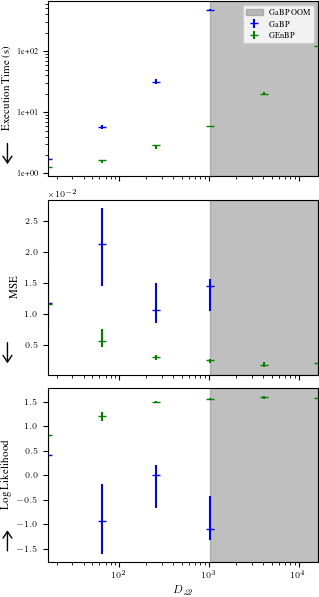 GaBP OOM
GaBP
GEnBP
Execution Time (s)
1e+02
1e+01
1e+00
×10⁻²
MSE
2.5
2.0
1.5
1.0
0.5
Log Likelihood
1.5
1.0
0.5
0.0
−0.5
−1.0
−1.5
10² 10³ 10⁴
D𝒬